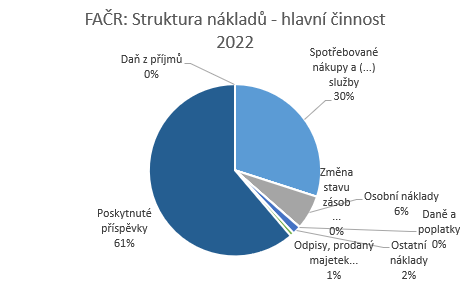 FAČR: Struktura nákladů - hlavní činnost
2022
Daň z příjmů
0%
Spotřebované
nákupy a (...)
služby
30%
Změna
stavu
zásob
...
0%
Osobní náklady
6%
Daně a
poplatky
0%
Ostatní
náklady
2%
Odpisy, prodaný
majetek...
1%
Poskytnuté
příspěvky
61%